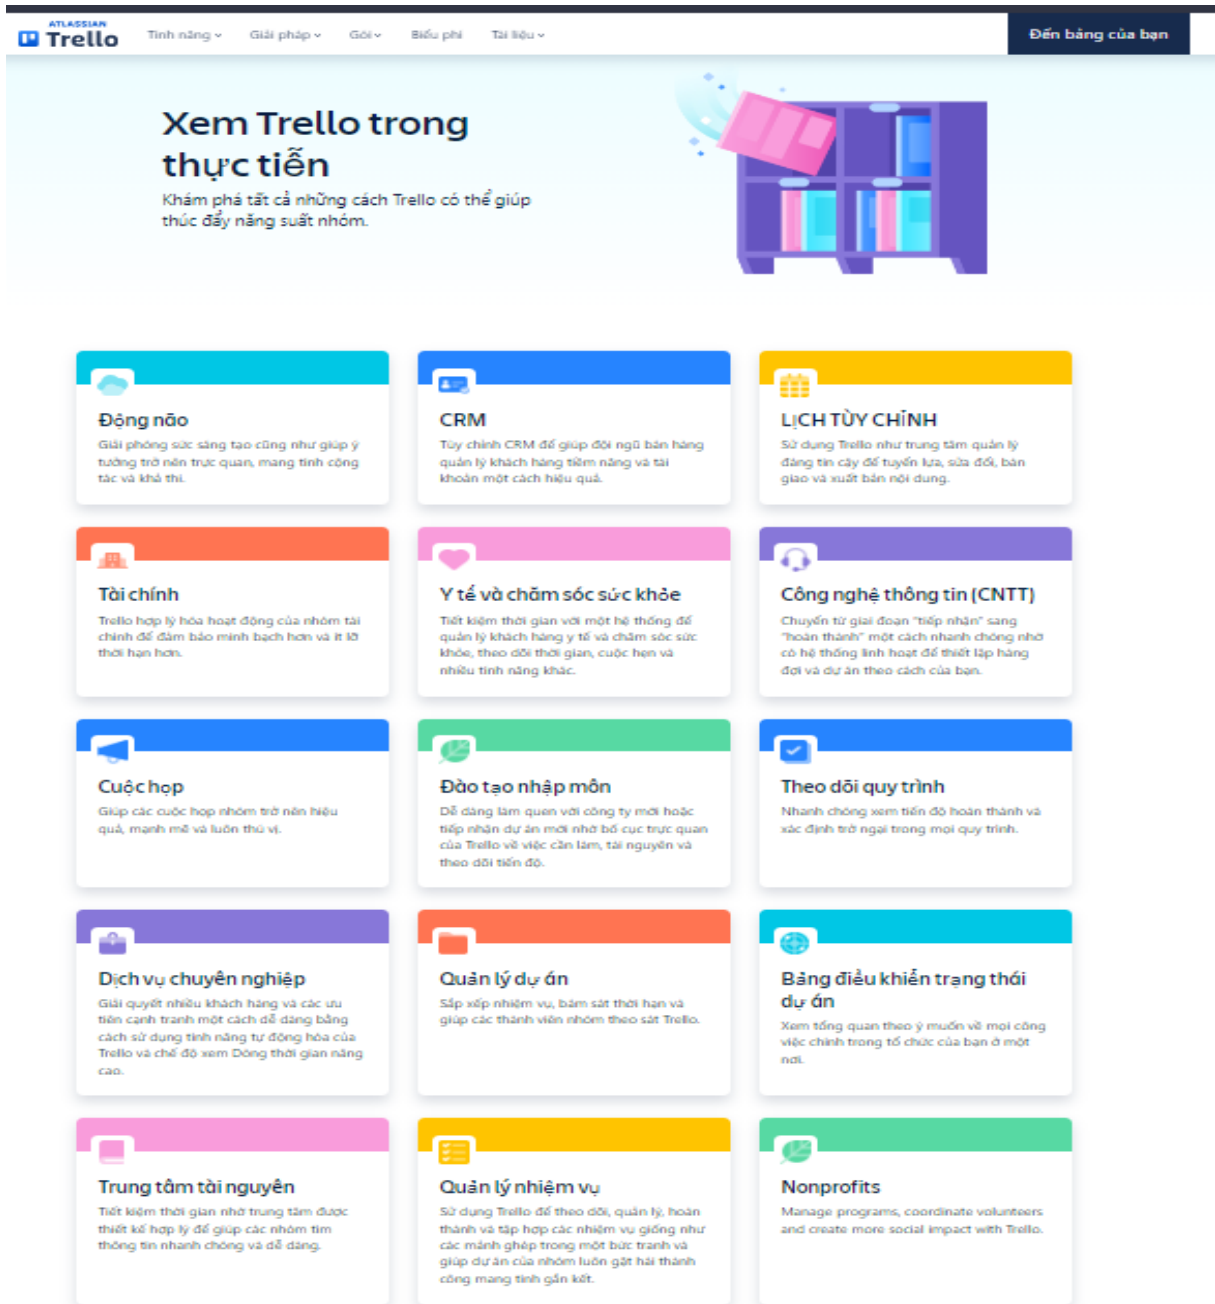 ATLASSIAN
Trello
Tính năng
Giải pháp
Gói
Biểu phí
Tài liệu
Đến bảng của bạn
Xem Trello trong
thực tiễn
Khám phá tất cả những cách Trello có thể giúp
thúc đẩy năng suất nhóm.
Động não
Giải phóng sức sáng tạo cũng như giúp ý
tưởng trở nên trực quan, mang tính cộng
tác và khả thi.
CRM
Tùy chỉnh CRM để giúp đội ngũ bán hàng
quản lý khách hàng tiềm năng và tài
khoản một cách hiệu quả.
LỊCH TÙY CHỈNH
Sử dụng Trello như trung tâm quản lý
đáng tin cậy để tuyển lựa, sửa đổi, bàn
giao và xuất bản nội dung.
Tài chính
Trello hợp lý hóa hoạt động của nhóm tài
chính để đảm bảo minh bạch hơn và ít lỡ
thời hạn hơn.
Y tế và chăm sóc sức khỏe
Tiết kiệm thời gian với một hệ thống để
quản lý khách hàng y tế và chăm sóc sức
khỏe, theo dõi thời gian, cuộc hẹn và
nhiều tính năng khác.
Công nghệ thông tin (CNTT)
Chuyển từ giai đoạn "tiếp nhận" sang
"hoàn thành" một cách nhanh chóng nhờ
có hệ thống linh hoạt để thiết lập hàng
đợi và dự án theo cách của bạn.
Cuộc họp
Giúp các cuộc họp nhóm trở nên hiệu
quả, mạnh mẽ và luôn thú vị.
Đào tạo nhập môn
Dễ dàng làm quen với công ty mới hoặc
tiếp nhận dự án mới nhờ bố cục trực quan
của Trello về việc cần làm, tài nguyên và
theo dõi tiến độ.
Theo dõi quy trình
Nhanh chóng xem tiến độ hoàn thành và
xác định trở ngại trong mọi quy trình.
Dịch vụ chuyên nghiệp
Giải quyết nhiều khách hàng và các ưu
tiên cạnh tranh một cách dễ dàng bằng
cách sử dụng tính năng tự động hóa của
Trello và chế độ xem Dòng thời gian nâng
cao.
Quản lý dự án
Sắp xếp nhiệm vụ, bám sát thời hạn và
giúp các thành viên nhóm theo sát Trello.
Bảng điều khiển trạng thái
dự án
Xem tổng quan theo ý muốn về mọi công
việc chính trong tổ chức của bạn ở một
nơi.
Trung tâm tài nguyên
Tiết kiệm thời gian nhờ trung tâm được
thiết kế hợp lý để giúp các nhóm tìm
thông tin nhanh chóng và dễ dàng.
Quản lý nhiệm vụ
Sử dụng Trello để theo dõi, quản lý, hoàn
thành và tập hợp các nhiệm vụ giống như
các mảnh ghép trong một bức tranh và
giúp dự án của nhóm luôn gặt hái thành
công mang tính gắn kết.
Nonprofits
Manage programs, coordinate volunteers
and create more social impact with Trello.